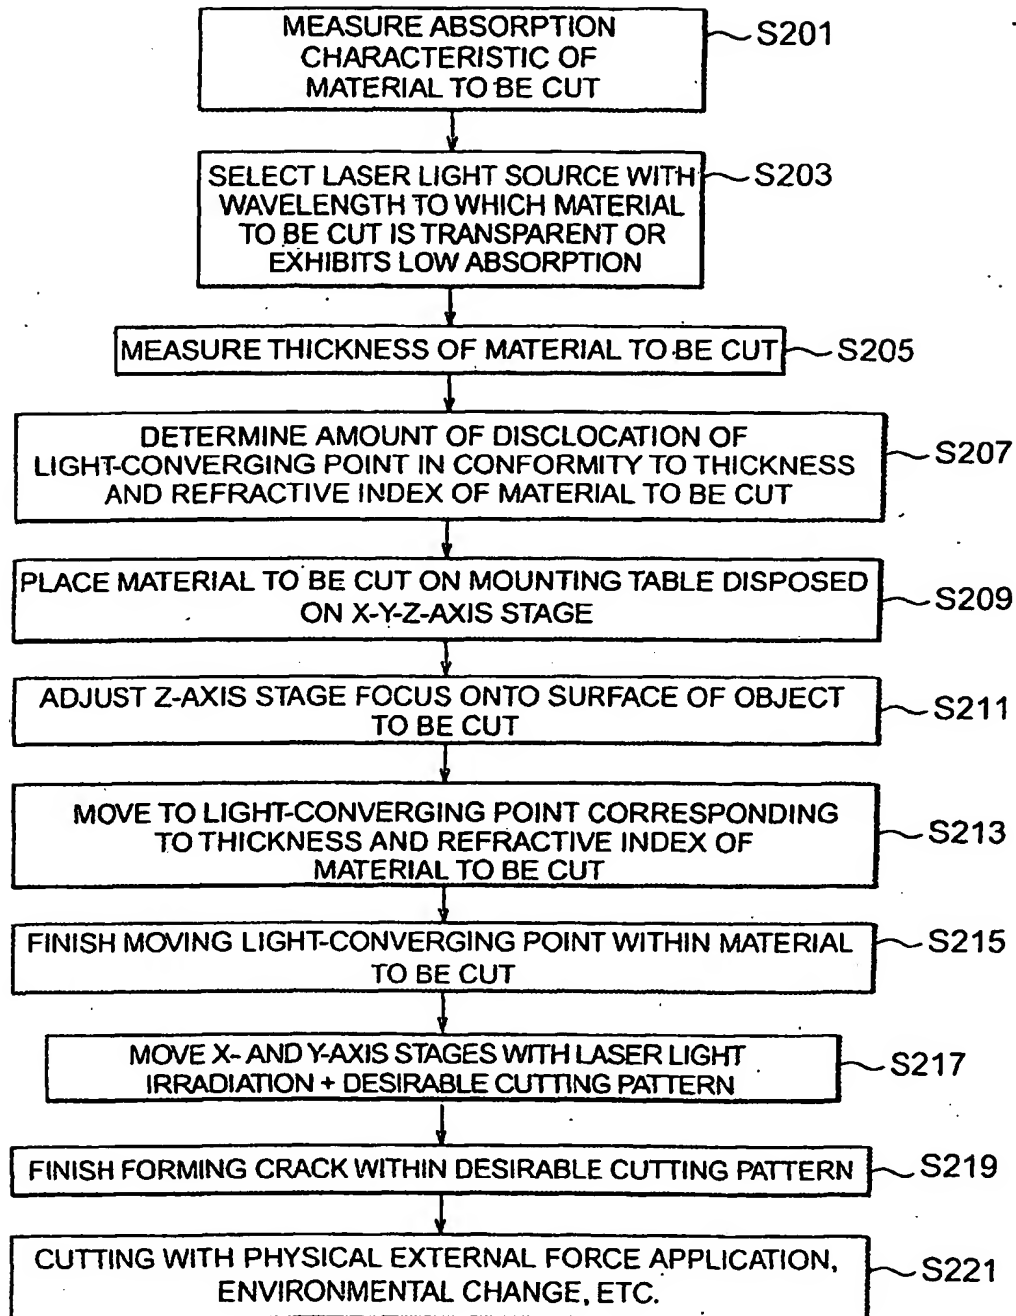 MEASURE ABSORPTION
CHARACTERISTIC OF
MATERIAL TO BE CUT
S201
SELECT LASER LIGHT SOURCE WITH
WAVELENGTH TO WHICH MATERIAL
TO BE CUT IS TRANSPARENT OR
EXHIBITS LOW ABSORPTION
S203
MEASURE THICKNESS OF MATERIAL TO BE CUT
S205
DETERMINE AMOUNT OF DISCLOCATION OF
LIGHT-CONVERGING POINT IN CONFORMITY TO THICKNESS
AND REFRACTIVE INDEX OF MATERIAL TO BE CUT
S207
PLACE MATERIAL TO BE CUT ON MOUNTING TABLE DISPOSED
ON X-Y-Z-AXIS STAGE
S209
ADJUST Z-AXIS STAGE FOCUS ONTO SURFACE OF OBJECT
TO BE CUT
S211
MOVE TO LIGHT-CONVERGING POINT CORRESPONDING
TO THICKNESS AND REFRACTIVE INDEX OF
MATERIAL TO BE CUT
S213
FINISH MOVING LIGHT-CONVERGING POINT WITHIN MATERIAL
TO BE CUT
S215
MOVE X- AND Y-AXIS STAGES WITH LASER LIGHT
IRRADIATION + DESIRABLE CUTTING PATTERN
S217
FINISH FORMING CRACK WITHIN DESIRABLE CUTTING PATTERN
S219
CUTTING WITH PHYSICAL EXTERNAL FORCE APPLICATION,
ENVIRONMENTAL CHANGE, ETC.
S221